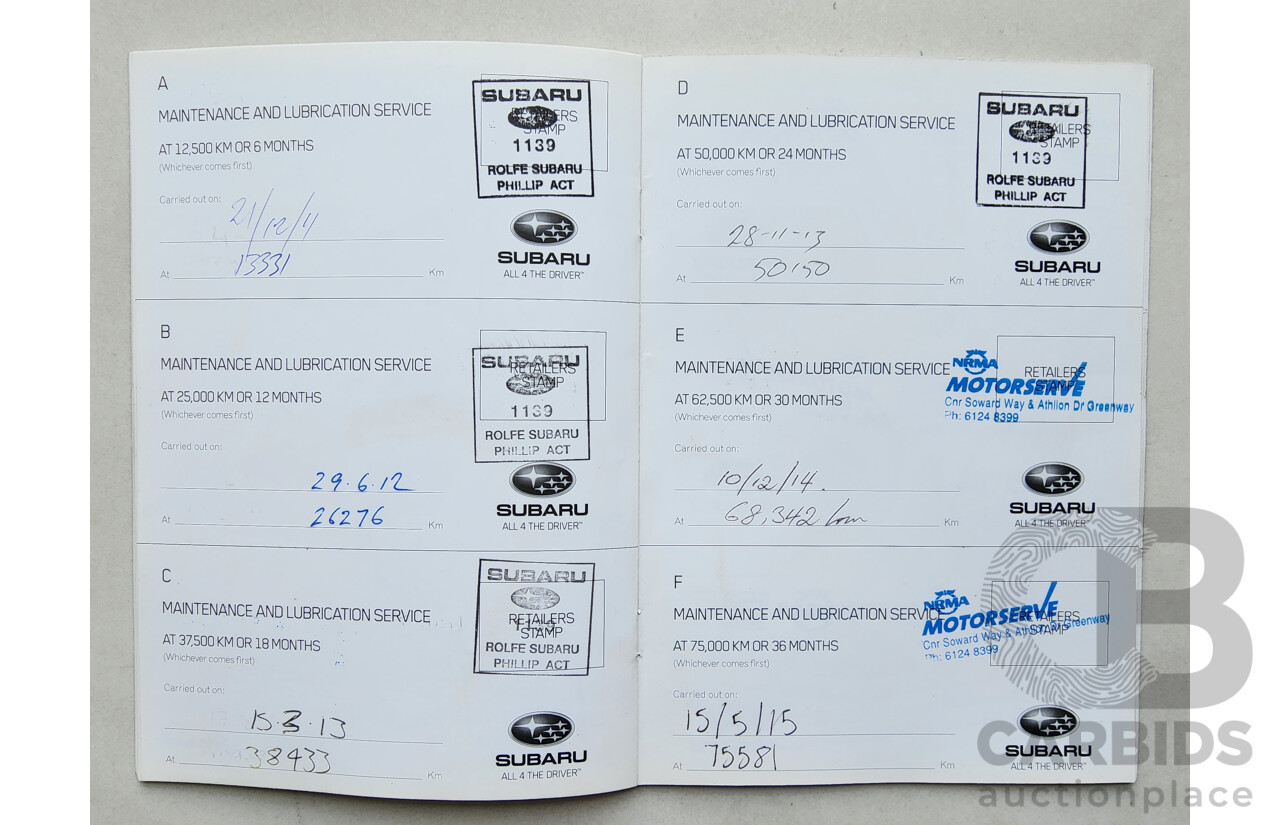 A
MAINTENANCE AND LUBRICATION SERVICE
AT 12,500 KM OR 6 MONTHS
(Whichever comes first)
Carried out on:
21/12/11
At 13331 Km
SUBARU
RETAILERS
STAMP
1139
ROLFE SUBARU
PHILLIP ACT
SUBARU
ALL 4 THE DRIVER™
B
MAINTENANCE AND LUBRICATION SERVICE
AT 25,000 KM OR 12 MONTHS
(Whichever comes first)
Carried out on:
29.6.12
At 26276 Km
SUBARU
RETAILERS
STAMP
1139
ROLFE SUBARU
PHILLIP ACT
SUBARU
ALL 4 THE DRIVER™
C
MAINTENANCE AND LUBRICATION SERVICE
AT 37,500 KM OR 18 MONTHS
(Whichever comes first)
Carried out on:
15.3.13
At 38433 Km
SUBARU
RETAILERS
STAMP
ROLFE SUBARU
PHILLIP ACT
SUBARU
ALL 4 THE DRIVER™
D
MAINTENANCE AND LUBRICATION SERVICE
AT 50,000 KM OR 24 MONTHS
(Whichever comes first)
Carried out on:
28-11-13
At 50150 Km
SUBARU
RETAILERS
STAMP
1139
ROLFE SUBARU
PHILLIP ACT
SUBARU
ALL 4 THE DRIVER™
E
MAINTENANCE AND LUBRICATION SERVICE
AT 62,500 KM OR 30 MONTHS
(Whichever comes first)
Carried out on:
10/12/14.
At 68,342 km Km
NRMA
RETAILERS
STAMP
MOTORSERVE
Cnr Soward Way & Athllon Dr Greenway
Ph: 6124 8399
SUBARU
ALL 4 THE DRIVER™
F
MAINTENANCE AND LUBRICATION SERVICE
AT 75,000 KM OR 36 MONTHS
(Whichever comes first)
Carried out on:
15/5/15
At 75581 Km
NRMA
RETAILERS
STAMP
MOTORSERVE
Cnr Soward Way & Athllon Dr Greenway
Ph: 6124 8399
SUBARU
ALL 4 THE DRIVER™
CARBIDS
auctionplace